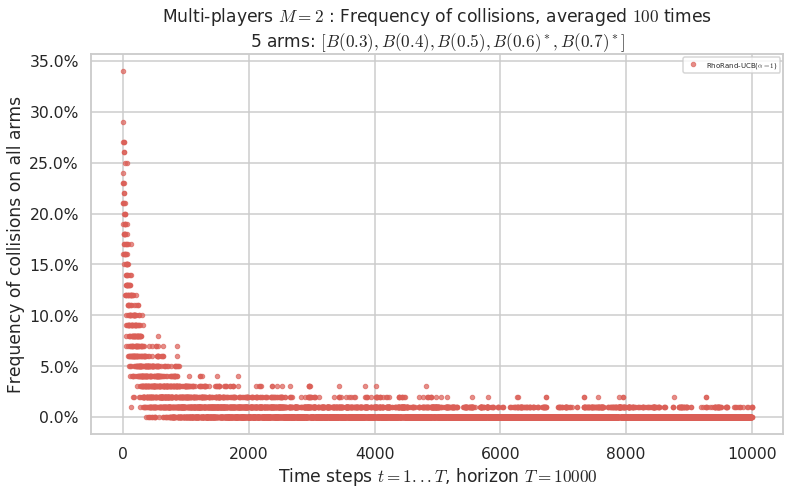 Multi-players M = 2 : Frequency of collisions, averaged 100 times
5 arms: [B(0.3), B(0.4), B(0.5), B(0.6)*, B(0.7)*]
RhoRand-UCB(α=1)
35.0%
30.0%
25.0%
20.0%
15.0%
10.0%
5.0%
0.0%
Frequency of collisions on all arms
0 2000 4000 6000 8000 10000
Time steps t = 1...T, horizon T = 10000